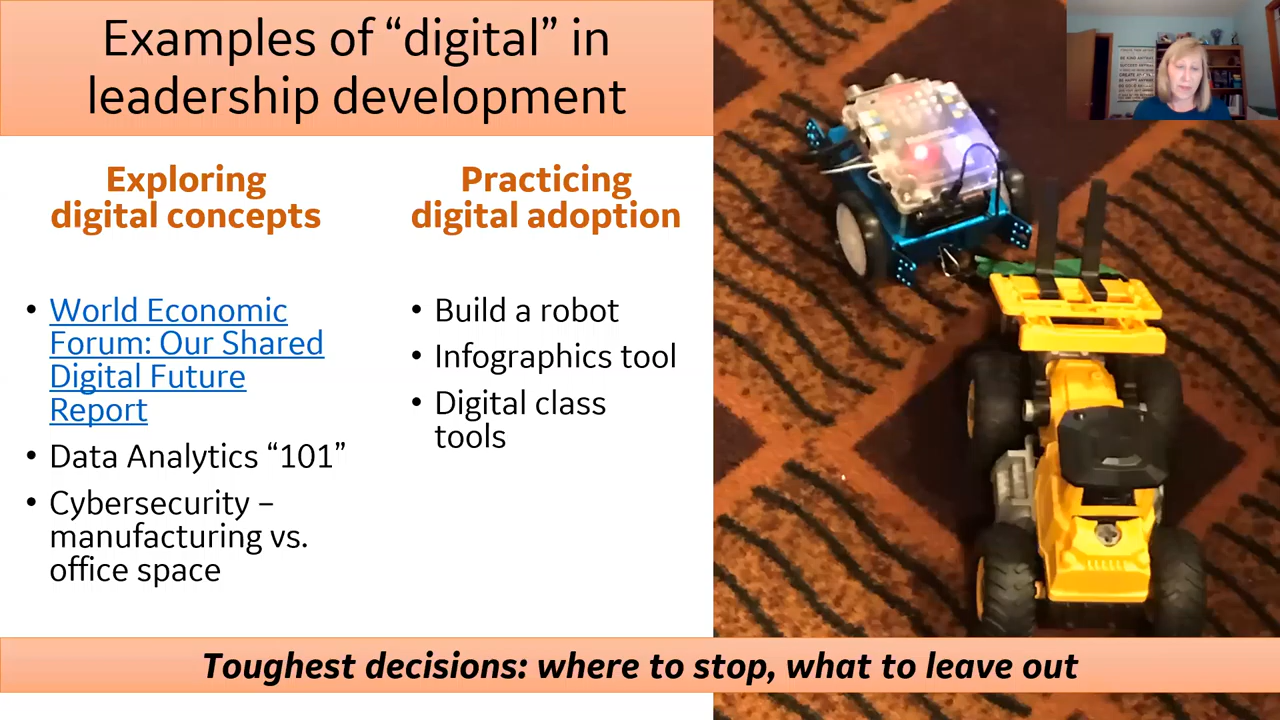 Examples of “digital” in
leadership development
Exploring
digital concepts
• World Economic
Forum: Our Shared
Digital Future
Report
• Data Analytics “101”
• Cybersecurity –
manufacturing vs.
office space
Practicing
digital adoption
• Build a robot
• Infographics tool
• Digital class
tools
Toughest decisions: where to stop, what to leave out